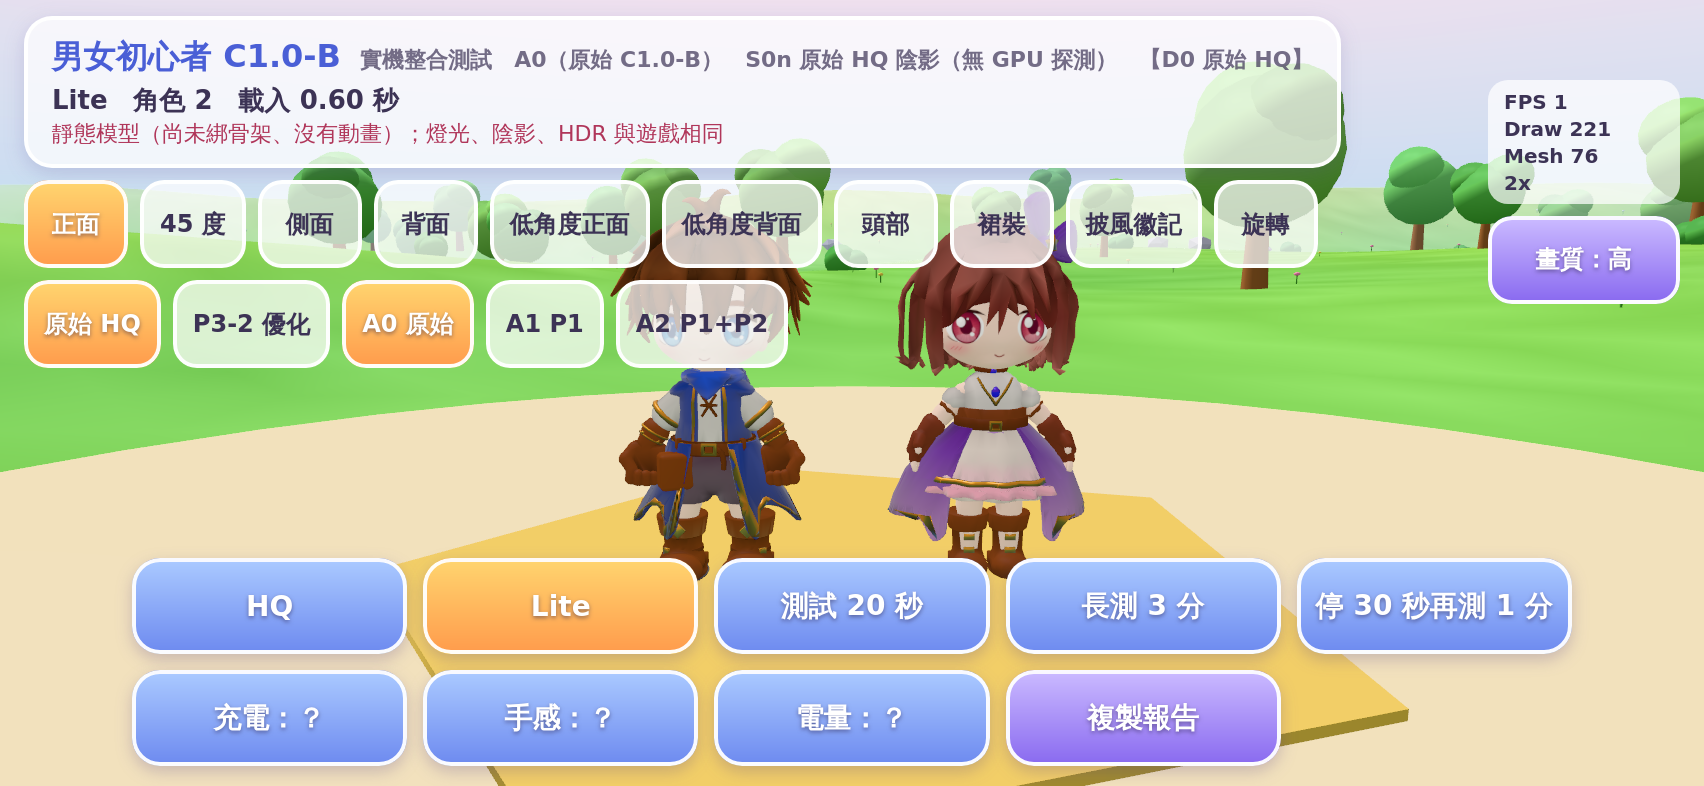 男女初心者 C1.0-B 實機整合測試 A0（原始 C1.0-B） S0n 原始 HQ 陰影（無 GPU 探測） 【D0 原始 HQ】
Lite 角色 2 載入 0.60 秒
靜態模型（尚未綁骨架、沒有動畫）；燈光、陰影、HDR 與遊戲相同
FPS 1
Draw 221
Mesh 76
2x
畫質：高
正面 45 度 側面 背面 低角度正面 低角度背面 頭部 裙裝 披風徽記 旋轉
原始 HQ P3-2 優化 A0 原始 A1 P1 A2 P1+P2
HQ Lite 測試 20 秒 長測 3 分 停 30 秒再測 1 分
充電：？ 手感：？ 電量：？ 複製報告